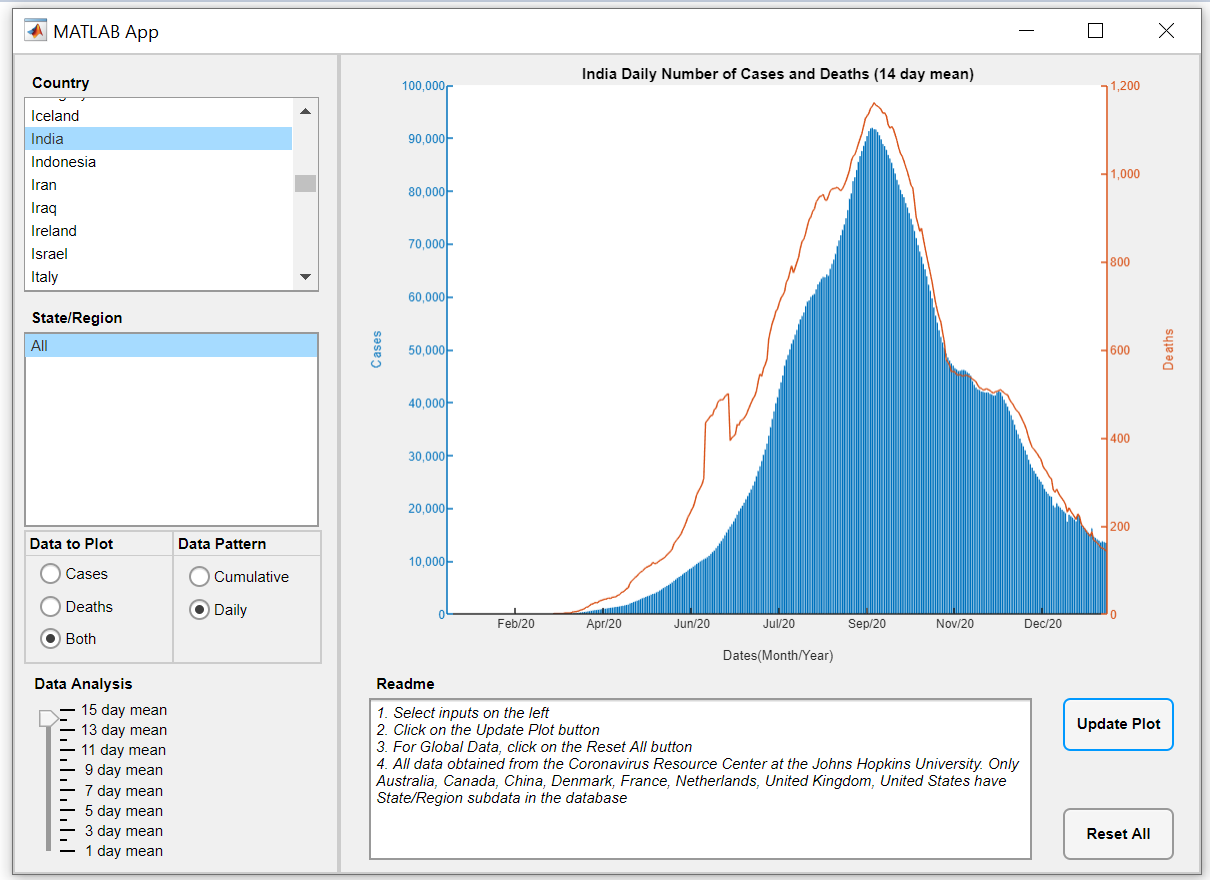 MATLAB App
Country
Iceland
India
Indonesia
Iran
Iraq
Ireland
Israel
Italy
State/Region
All
Data to Plot
Cases
Deaths
Both
Data Pattern
Cumulative
Daily
Data Analysis
15 day mean
13 day mean
11 day mean
9 day mean
7 day mean
5 day mean
3 day mean
1 day mean
India Daily Number of Cases and Deaths (14 day mean)
100,000
90,000
80,000
70,000
60,000
50,000
40,000
30,000
20,000
10,000
0
Cases
1,200
1,000
800
600
400
200
0
Deaths
Feb/20 Apr/20 Jun/20 Jul/20 Sep/20 Nov/20 Dec/20
Dates(Month/Year)
Readme
1. Select inputs on the left
2. Click on the Update Plot button
3. For Global Data, click on the Reset All button
4. All data obtained from the Coronavirus Resource Center at the Johns Hopkins University. Only
Australia, Canada, China, Denmark, France, Netherlands, United Kingdom, United States have
State/Region subdata in the database
Update Plot
Reset All